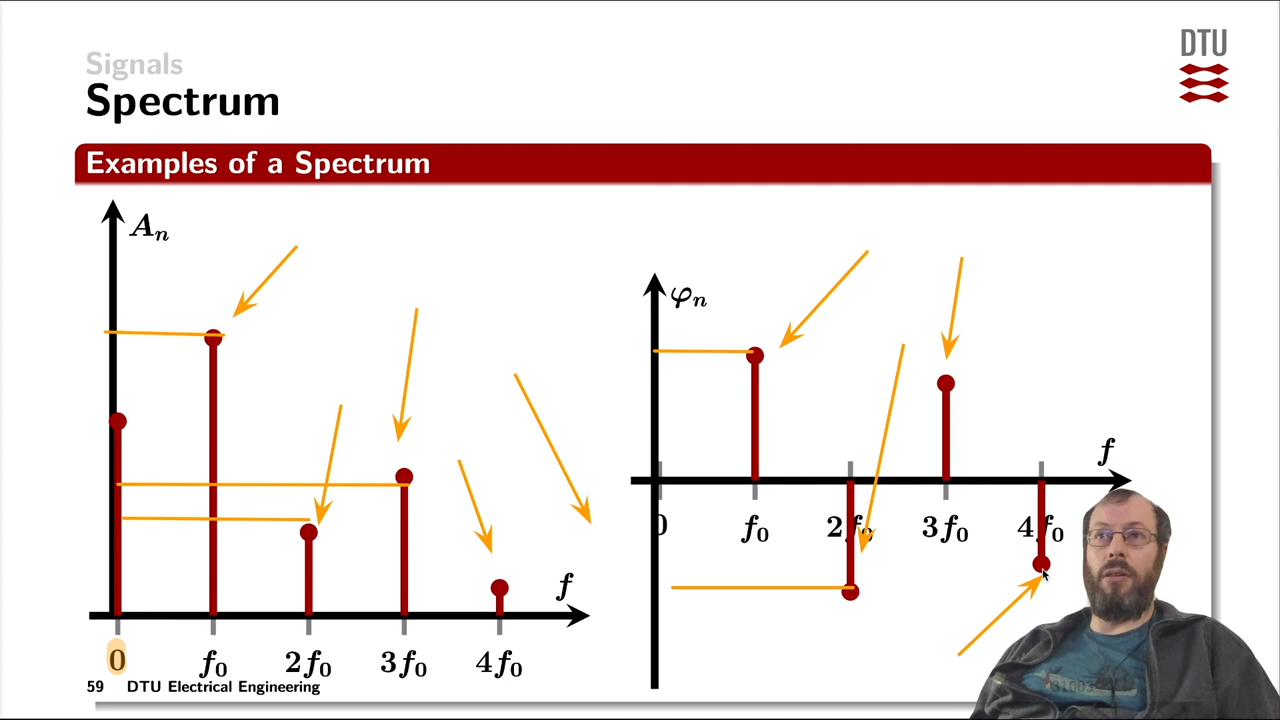 Signals
Spectrum
DTU
Examples of a Spectrum
Aₙ
φₙ
f
0 f₀ 2f₀ 3f₀ 4f₀
f
0 f₀ 2f₀ 3f₀ 4f₀
59 DTU Electrical Engineering